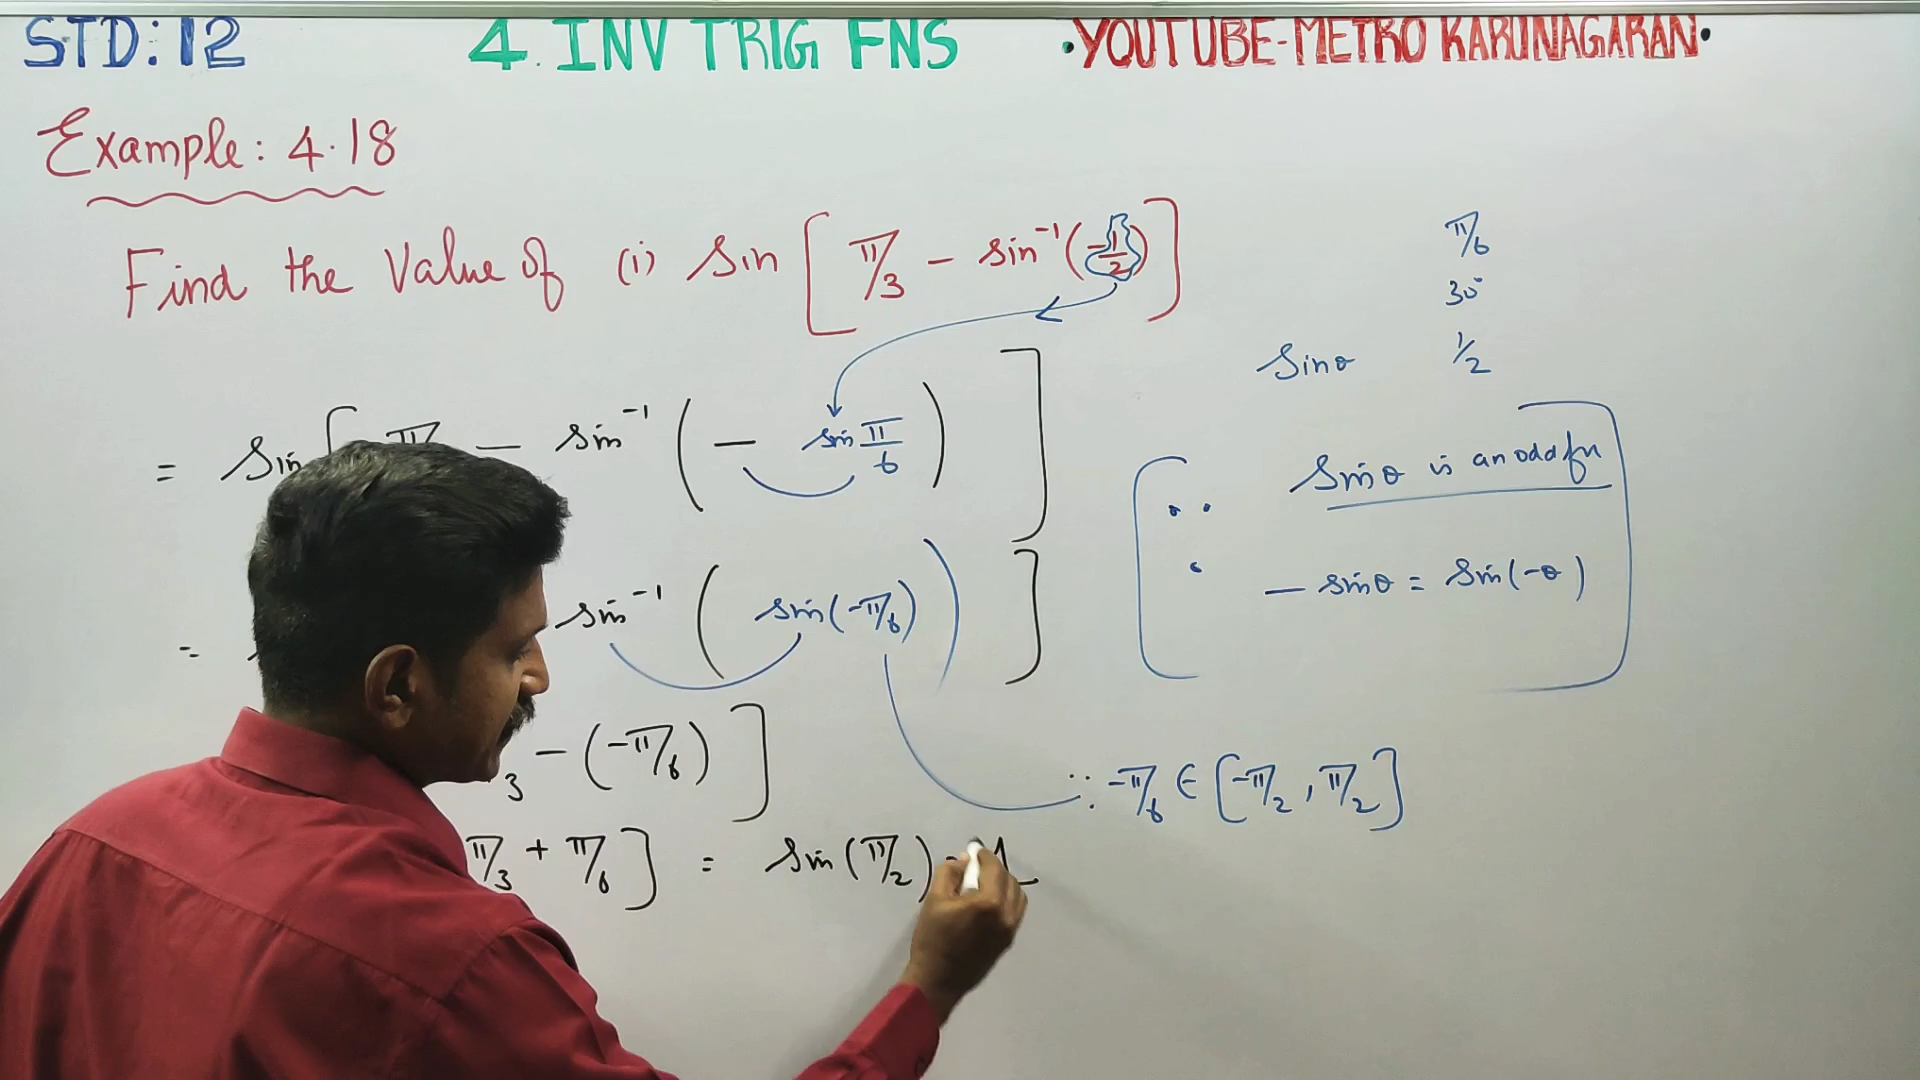 STD: 12 4. INV TRIG FNS •YOUTUBE-METRO KARUNAGARAN•
Example: 4.18
Find the Value of (i) Sin [ π/3 - sin⁻¹(-1/2) ]
π/6
30°
Sinθ 1/2
= Sin [ π - sin⁻¹ ( - sin π/6 ) ]
= sin⁻¹ ( sin(-π/6) ) ]
Sinθ is an odd fn
- sinθ = Sin(-θ)
3 - (-π/6) ]
∵ -π/6 ∈ [-π/2, π/2]
π/3 + π/6 ] = Sin(π/2) = 1